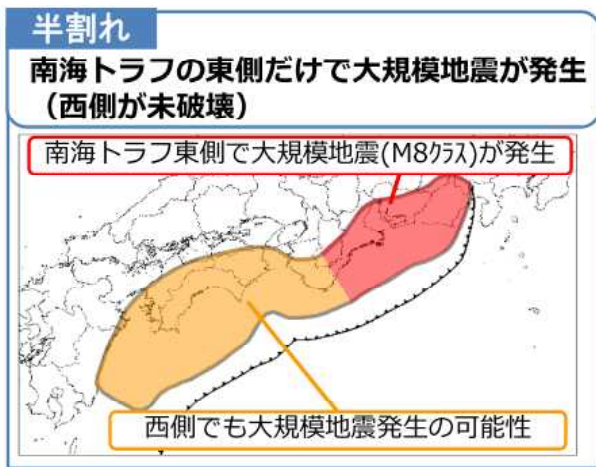 半割れ
南海トラフの東側だけで大規模地震が発生
（西側が未破壊）
南海トラフ東側で大規模地震(M8ｸﾗｽ)が発生
西側でも大規模地震発生の可能性